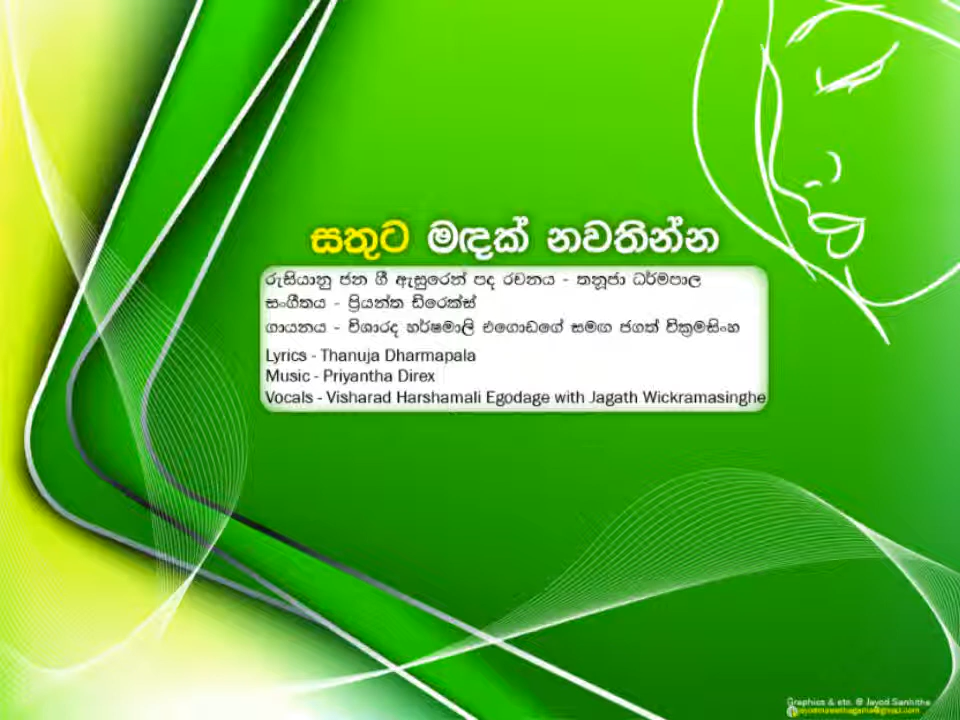 සතුට මඳක් නවතින්න
රුසියානු ජන ගී ඇසුරෙන් පද රචනය - තනූජා ධර්මපාල
සංගීතය - ප්‍රියන්ත ඩිරෙක්ස්
ගායනය - විශාරද හර්ෂමාලි එගොඩගේ සමඟ ජගත් වික්‍රමසිංහ
Lyrics - Thanuja Dharmapala
Music - Priyantha Direx
Vocals - Visharad Harshamali Egodage with Jagath Wickramasinghe
Graphics & etc. @ Jayod Sanhitha